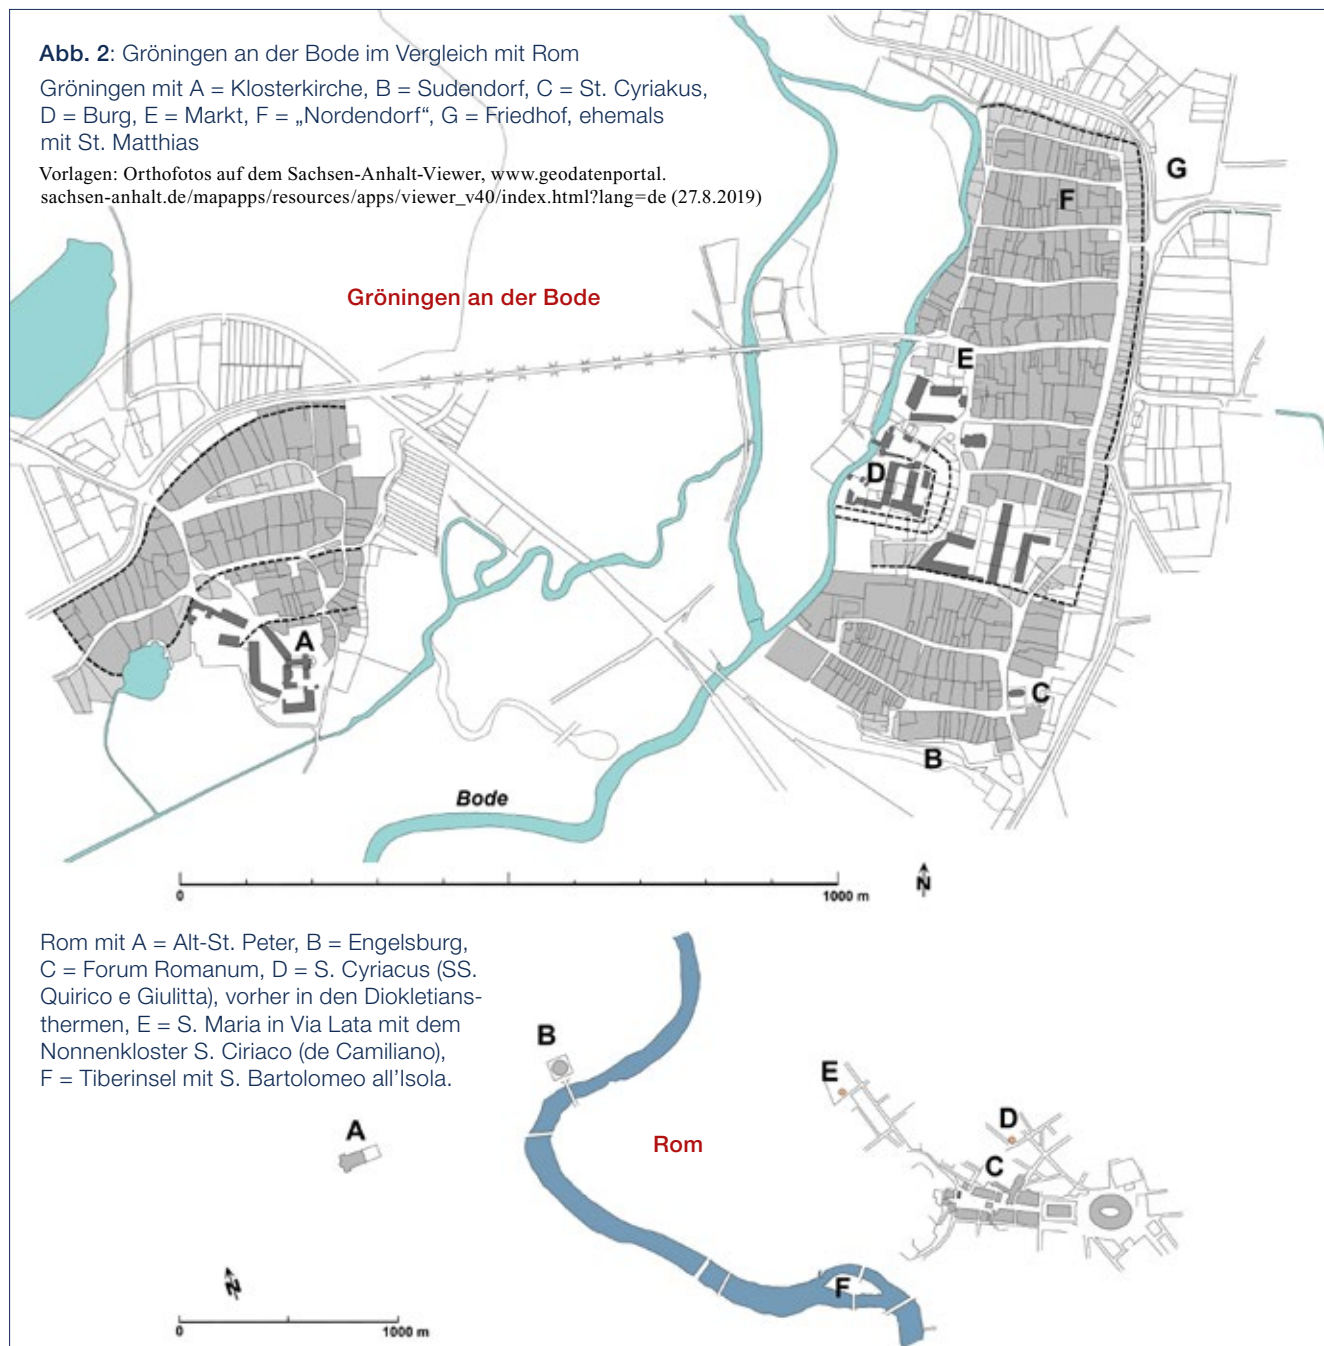 Abb. 2: Gröningen an der Bode im Vergleich mit Rom
Gröningen mit A = Klosterkirche, B = Sudendorf, C = St. Cyriakus,
D = Burg, E = Markt, F = „Nordendorf“, G = Friedhof, ehemals
mit St. Matthias
Vorlagen: Orthofotos auf dem Sachsen-Anhalt-Viewer, www.geodatenportal.
sachsen-anhalt.de/mapapps/resources/apps/viewer_v40/index.html?lang=de (27.8.2019)
G
F
Gröningen an der Bode
E
D
A
C
B
Bode
0
1000 m
N
Rom mit A = Alt-St. Peter, B = Engelsburg,
C = Forum Romanum, D = S. Cyriacus (SS.
Quirico e Giulitta), vorher in den Diokletians-
thermen, E = S. Maria in Via Lata mit dem
Nonnenkloster S. Ciriaco (de Camiliano),
F = Tiberinsel mit S. Bartolomeo all’Isola.
B
E
D
A
Rom
C
F
N
0
1000 m